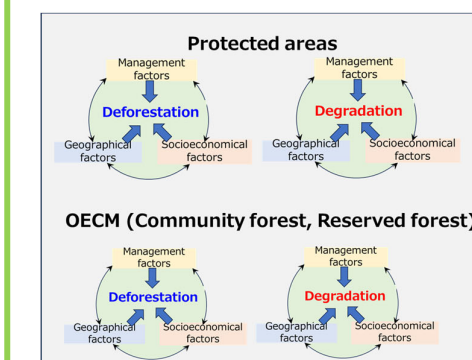 Protected areas
Management
factors
Deforestation
Geographical
factors
Socioeconomical
factors
Management
factors
Degradation
Geographical
factors
Socioeconomical
factors
OECM (Community forest, Reserved forest)
Management
factors
Deforestation
Geographical
factors
Socioeconomical
factors
Management
factors
Degradation
Geographical
factors
Socioeconomical
factors